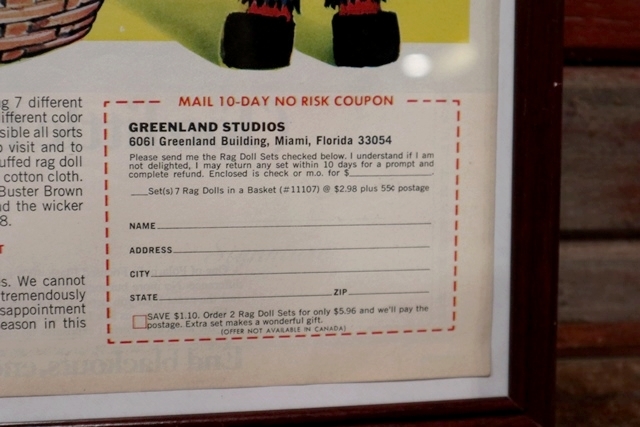 g 7 different
ifferent color
sible all sorts
o visit and to
uffed rag doll
cotton cloth.
Buster Brown
nd the wicker
8.
T
s. We cannot
tremendously
sappointment
eason in this
MAIL 10-DAY NO RISK COUPON
GREENLAND STUDIOS
6061 Greenland Building, Miami, Florida 33054
Please send me the Rag Doll Sets checked below. I understand if I am
not delighted, I may return any set within 10 days for a prompt and
complete refund. Enclosed is check or m.o. for $
Set(s) 7 Rag Dolls in a Basket (#11107) @ $2.98 plus 55¢ postage
NAME
ADDRESS
CITY
STATE ZIP
SAVE $1.10. Order 2 Rag Doll Sets for only $5.96 and we'll pay the
postage. Extra set makes a wonderful gift.
(OFFER NOT AVAILABLE IN CANADA)